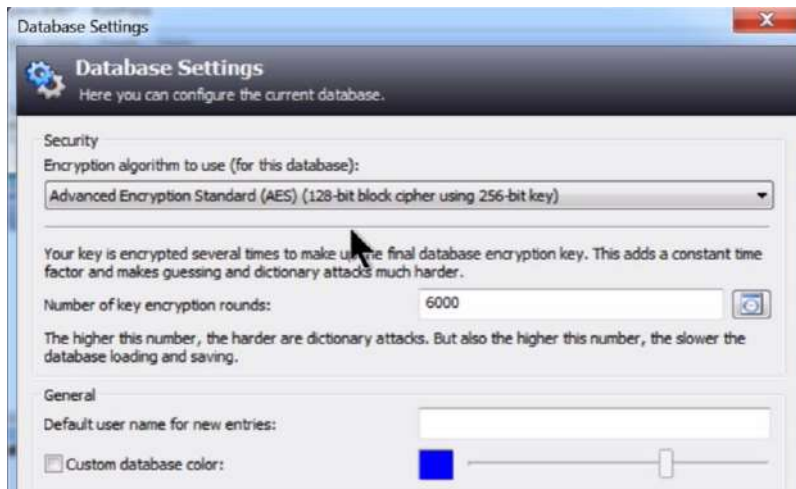 Database Settings
Database Settings
Here you can configure the current database.
Security
Encryption algorithm to use (for this database):
Advanced Encryption Standard (AES) (128-bit block cipher using 256-bit key)
Your key is encrypted several times to make up the final database encryption key. This adds a constant time
factor and makes guessing and dictionary attacks much harder.
Number of key encryption rounds: 6000
The higher this number, the harder are dictionary attacks. But also the higher this number, the slower the
database loading and saving.
General
Default user name for new entries:
Custom database color: